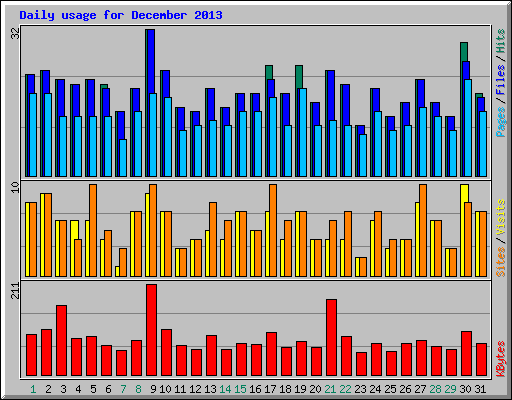 Daily usage for December 2013
32
Pages / Files / Hits
10
Sites / Visits
211
KBytes
1 2 3 4 5 6 7 8 9 10 11 12 13 14 15 16 17 18 19 20 21 22 23 24 25 26 27 28 29 30 31